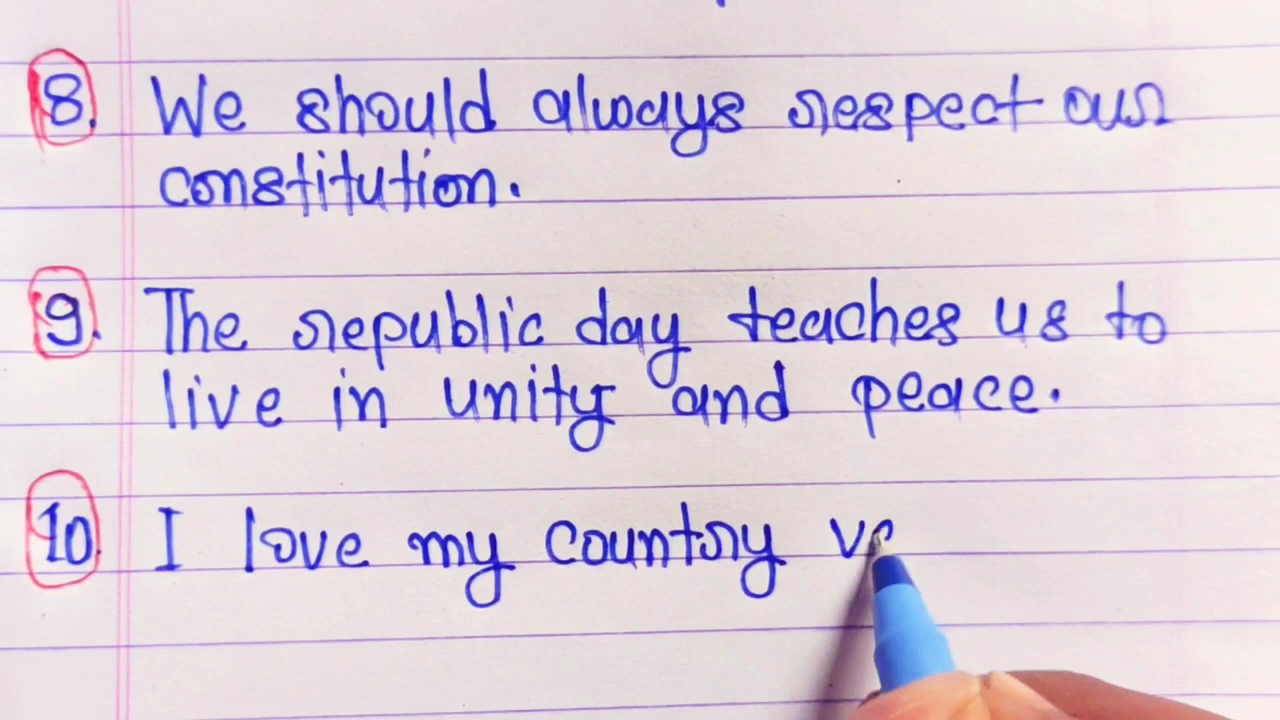 8. We should always respect our
constitution.
9. The republic day teaches us to
live in unity and peace.
10. I love my country